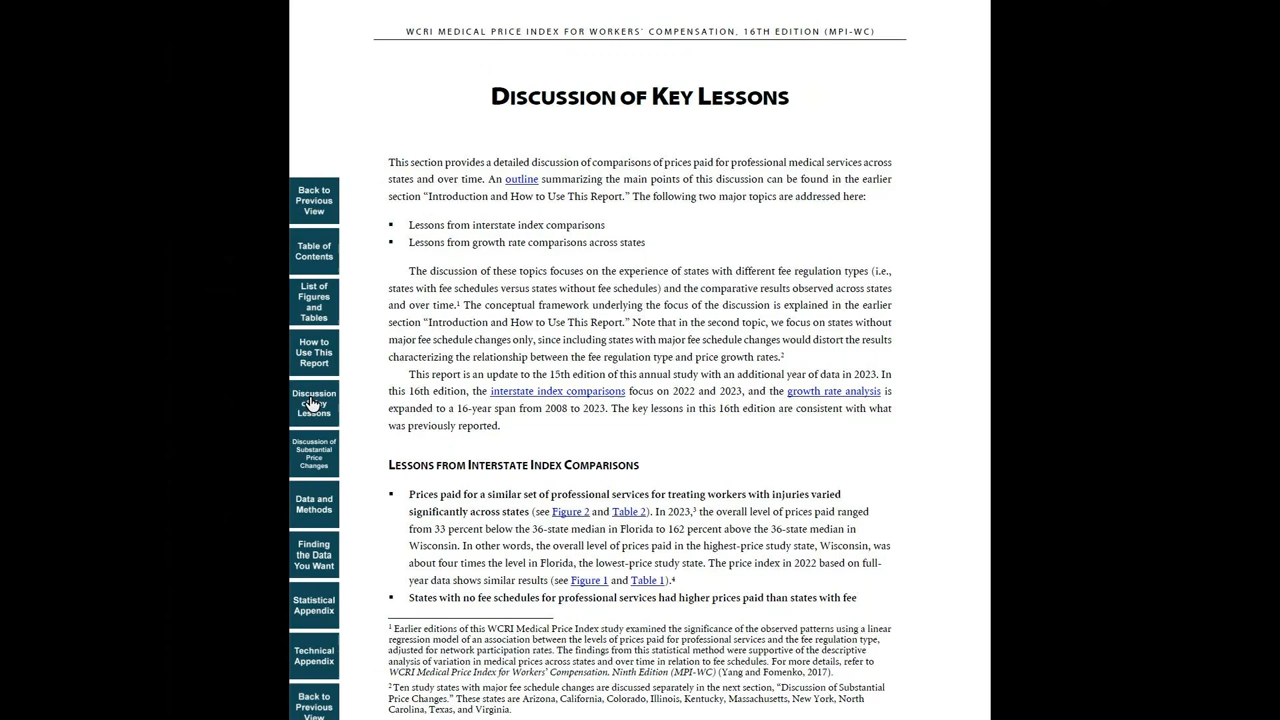 WCRI MEDICAL PRICE INDEX FOR WORKERS' COMPENSATION, 16TH EDITION (MPI-WC)
DISCUSSION OF KEY LESSONS
This section provides a detailed discussion of comparisons of prices paid for professional medical services across
states and over time. An outline summarizing the main points of this discussion can be found in the earlier
section “Introduction and How to Use This Report.” The following two major topics are addressed here:
▪ Lessons from interstate index comparisons
▪ Lessons from growth rate comparisons across states
The discussion of these topics focuses on the experience of states with different fee regulation types (i.e.,
states with fee schedules versus states without fee schedules) and the comparative results observed across states
and over time.¹ The conceptual framework underlying the focus of the discussion is explained in the earlier
section “Introduction and How to Use This Report.” Note that in the second topic, we focus on states without
major fee schedule changes only, since including states with major fee schedule changes would distort the results
characterizing the relationship between the fee regulation type and price growth rates.²
This report is an update to the 15th edition of this annual study with an additional year of data in 2023. In
this 16th edition, the interstate index comparisons focus on 2022 and 2023, and the growth rate analysis is
expanded to a 16-year span from 2008 to 2023. The key lessons in this 16th edition are consistent with what
was previously reported.
LESSONS FROM INTERSTATE INDEX COMPARISONS
▪ Prices paid for a similar set of professional services for treating workers with injuries varied
significantly across states (see Figure 2 and Table 2). In 2023,³ the overall level of prices paid ranged
from 33 percent below the 36-state median in Florida to 162 percent above the 36-state median in
Wisconsin. In other words, the overall level of prices paid in the highest-price study state, Wisconsin, was
about four times the level in Florida, the lowest-price study state. The price index in 2022 based on full-
year data shows similar results (see Figure 1 and Table 1).⁴
▪ States with no fee schedules for professional services had higher prices paid than states with fee
¹ Earlier editions of this WCRI Medical Price Index study examined the significance of the observed patterns using a linear
regression model of an association between the levels of prices paid for professional services and the fee regulation type,
adjusted for network participation rates. The findings from this statistical method were supportive of the descriptive
analysis of variation in medical prices across states and over time in relation to fee schedules. For more details, refer to
WCRI Medical Price Index for Workers' Compensation, Ninth Edition (MPI-WC) (Yang and Fomenko, 2017).
² Ten study states with major fee schedule changes are discussed separately in the next section, “Discussion of Substantial
Price Changes.” These states are Arizona, California, Colorado, Illinois, Kentucky, Massachusetts, New York, North
Carolina, Texas, and Virginia.
Back to
Previous
View
Table of
Contents
List of
Figures
and
Tables
How to
Use This
Report
Discussion
Lessons
Discussion of
Substantial
Price
Changes
Data and
Methods
Finding
the Data
You Want
Statistical
Appendix
Technical
Appendix
Back to
Previous
View